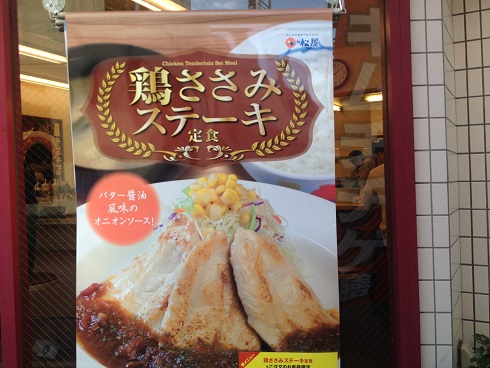 松屋
Chicken Tenderloin Set Meal
鶏ささみ
ステーキ
定食
バター醤油
風味の
オニオンソース!
鶏ささみステーキ定食